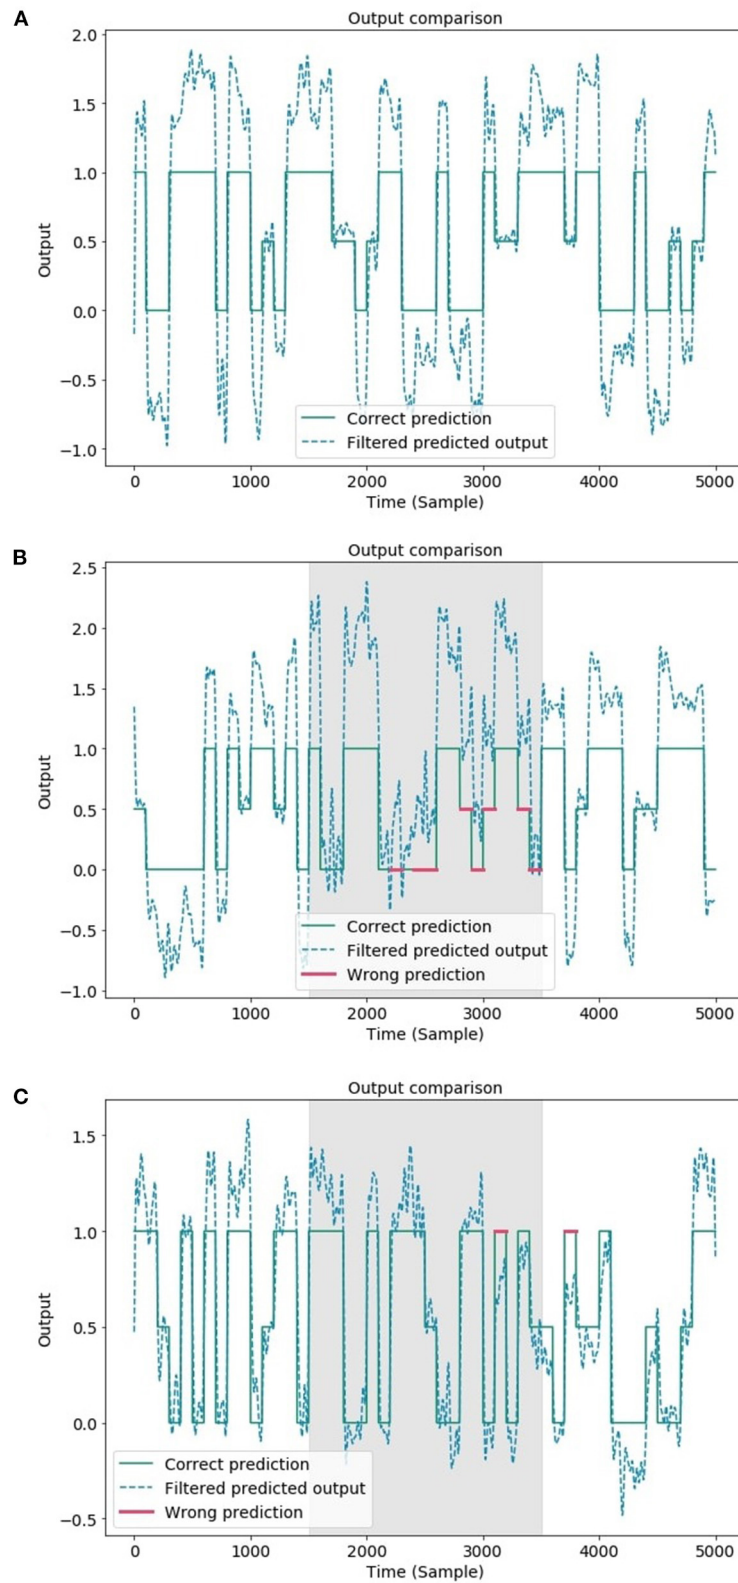 A
Output comparison
2.0
1.5
1.0
0.5
0.0
−0.5
−1.0
Output
Correct prediction
Filtered predicted output
0 1000 2000 3000 4000 5000
Time (Sample)
B
Output comparison
2.5
2.0
1.5
1.0
0.5
0.0
−0.5
−1.0
Output
Correct prediction
Filtered predicted output
Wrong prediction
0 1000 2000 3000 4000 5000
Time (Sample)
C
Output comparison
1.5
1.0
0.5
0.0
−0.5
Output
Correct prediction
Filtered predicted output
Wrong prediction
0 1000 2000 3000 4000 5000
Time (Sample)